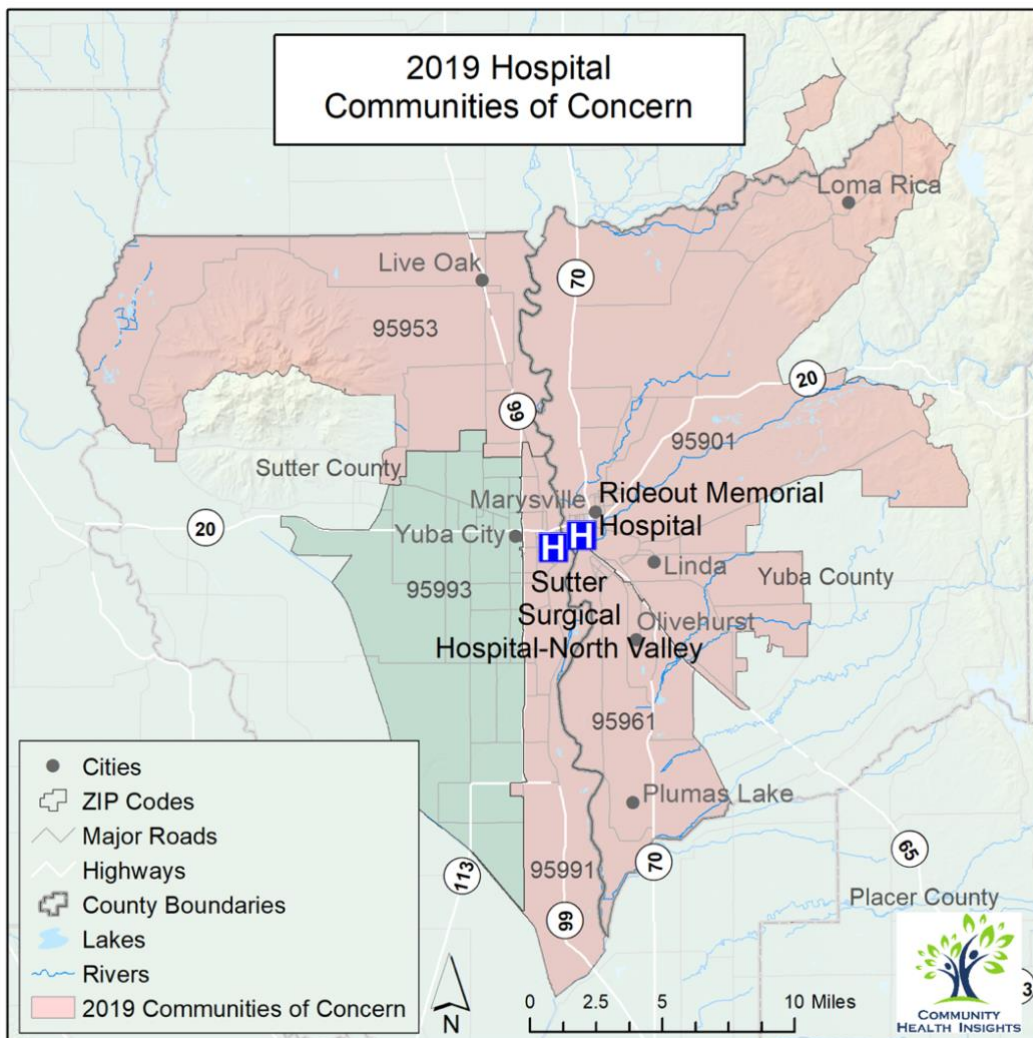 2019 Hospital
Communities of Concern
Loma Rica
Live Oak
70
95953
20
99
95901
Sutter County
Marysville
Rideout Memorial
Hospital
20
Yuba City
H
H
Linda
Yuba County
95993
Sutter
Surgical
Hospital-North Valley
Olivehurst
95961
Plumas Lake
65
70
113
95991
Placer County
99
Cities
ZIP Codes
Major Roads
Highways
County Boundaries
Lakes
Rivers
2019 Communities of Concern
N
0 2.5 5 10 Miles
3
COMMUNITY
HEALTH INSIGHTS